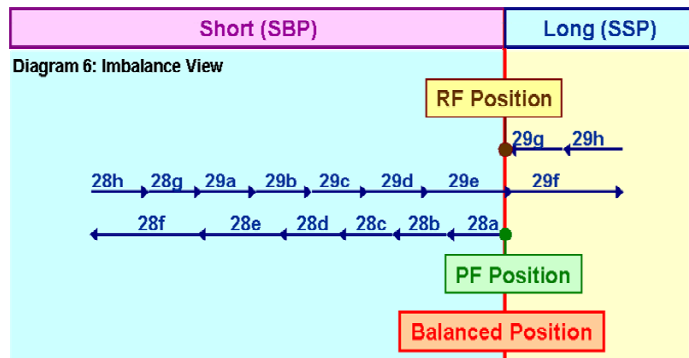 Short (SBP) Long (SSP)
Diagram 6: Imbalance View
RF Position
29g 29h
28h 28g 29a 29b 29c 29d 29e 29f
28f 28e 28d 28c 28b 28a
PF Position
Balanced Position